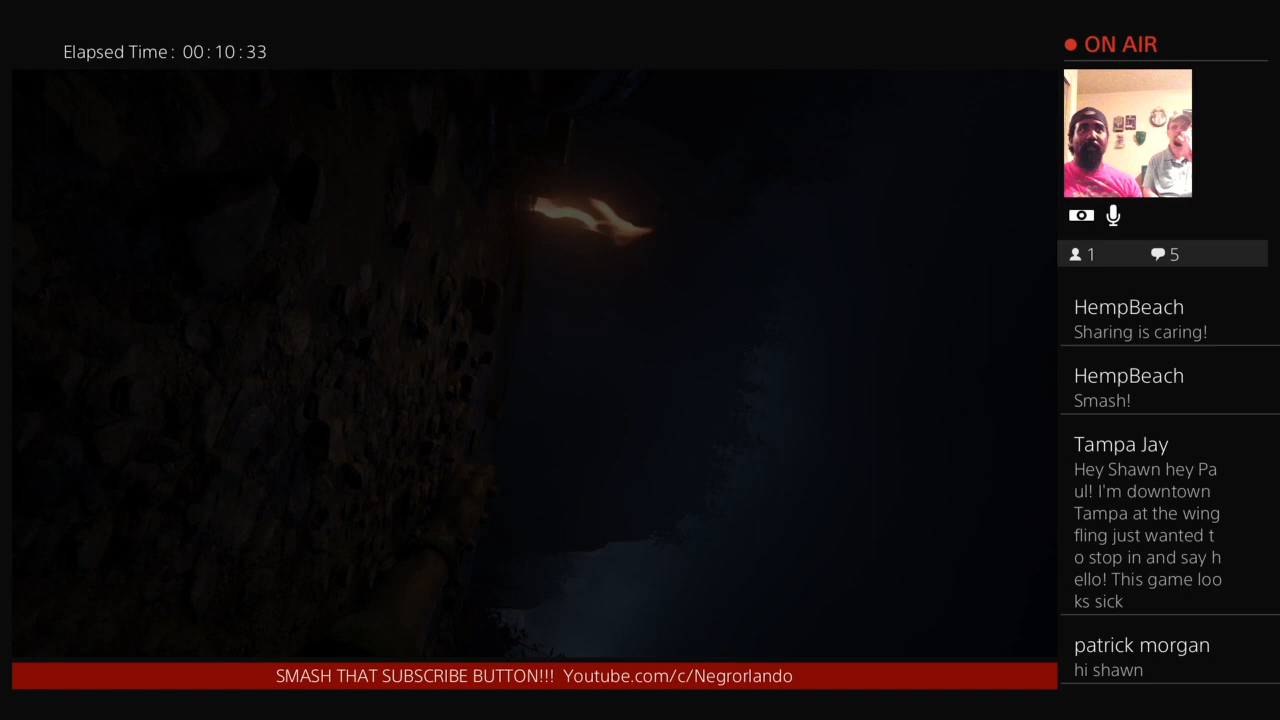 Elapsed Time: 00:10:33
ON AIR
1
5
HempBeach
Sharing is caring!
HempBeach
Smash!
Tampa Jay
Hey Shawn hey Pa
ul! I'm downtown
Tampa at the wing
fling just wanted t
o stop in and say h
ello! This game loo
ks sick
patrick morgan
hi shawn
SMASH THAT SUBSCRIBE BUTTON!!! Youtube.com/c/Negrorlando